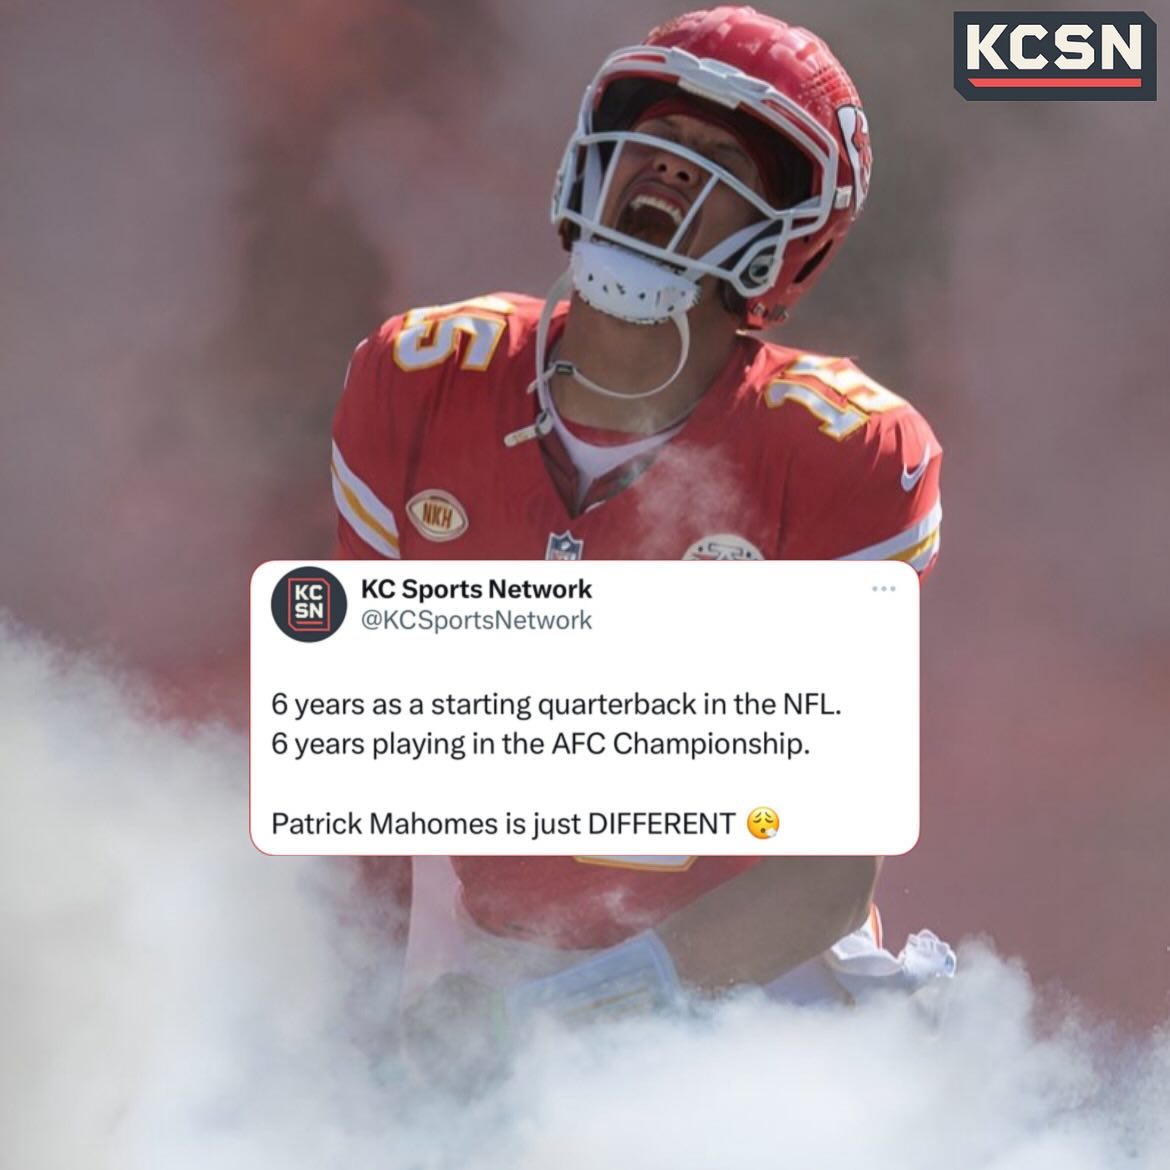 KCSN
15
15
NKH
KC
SN
KC Sports Network
@KCSportsNetwork
6 years as a starting quarterback in the NFL.
6 years playing in the AFC Championship.
Patrick Mahomes is just DIFFERENT 😮‍💨